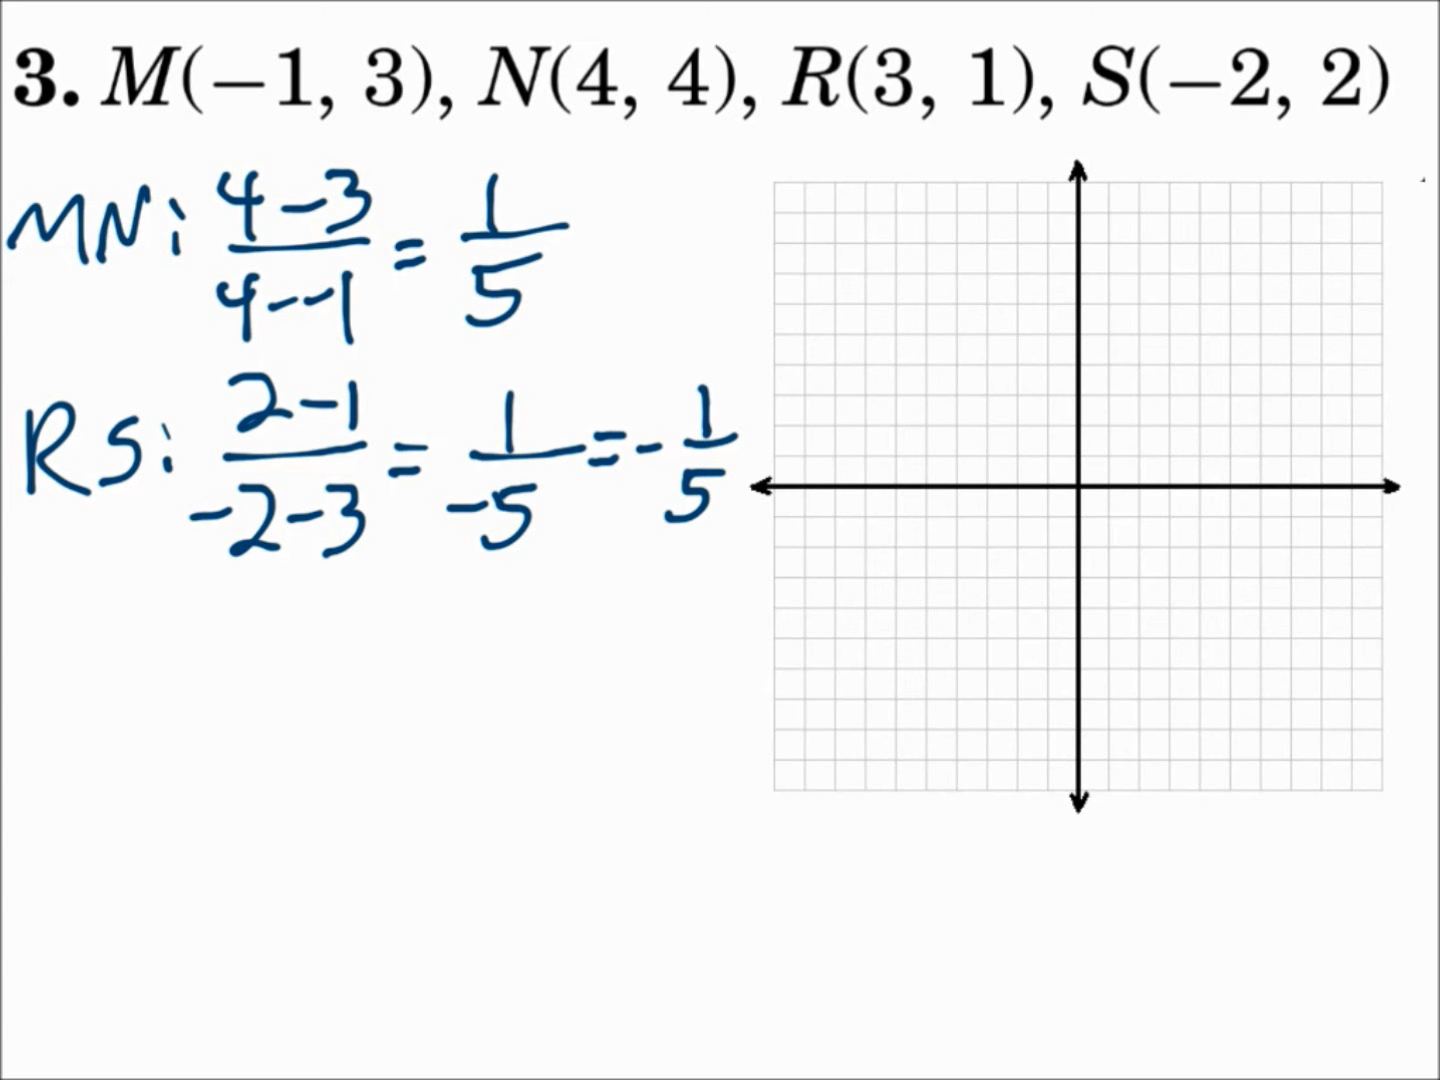 3. M(−1, 3), N(4, 4), R(3, 1), S(−2, 2)
MN: 4-3/4--1 = 1/5
RS: 2-1/-2-3 = 1/-5 = -1/5